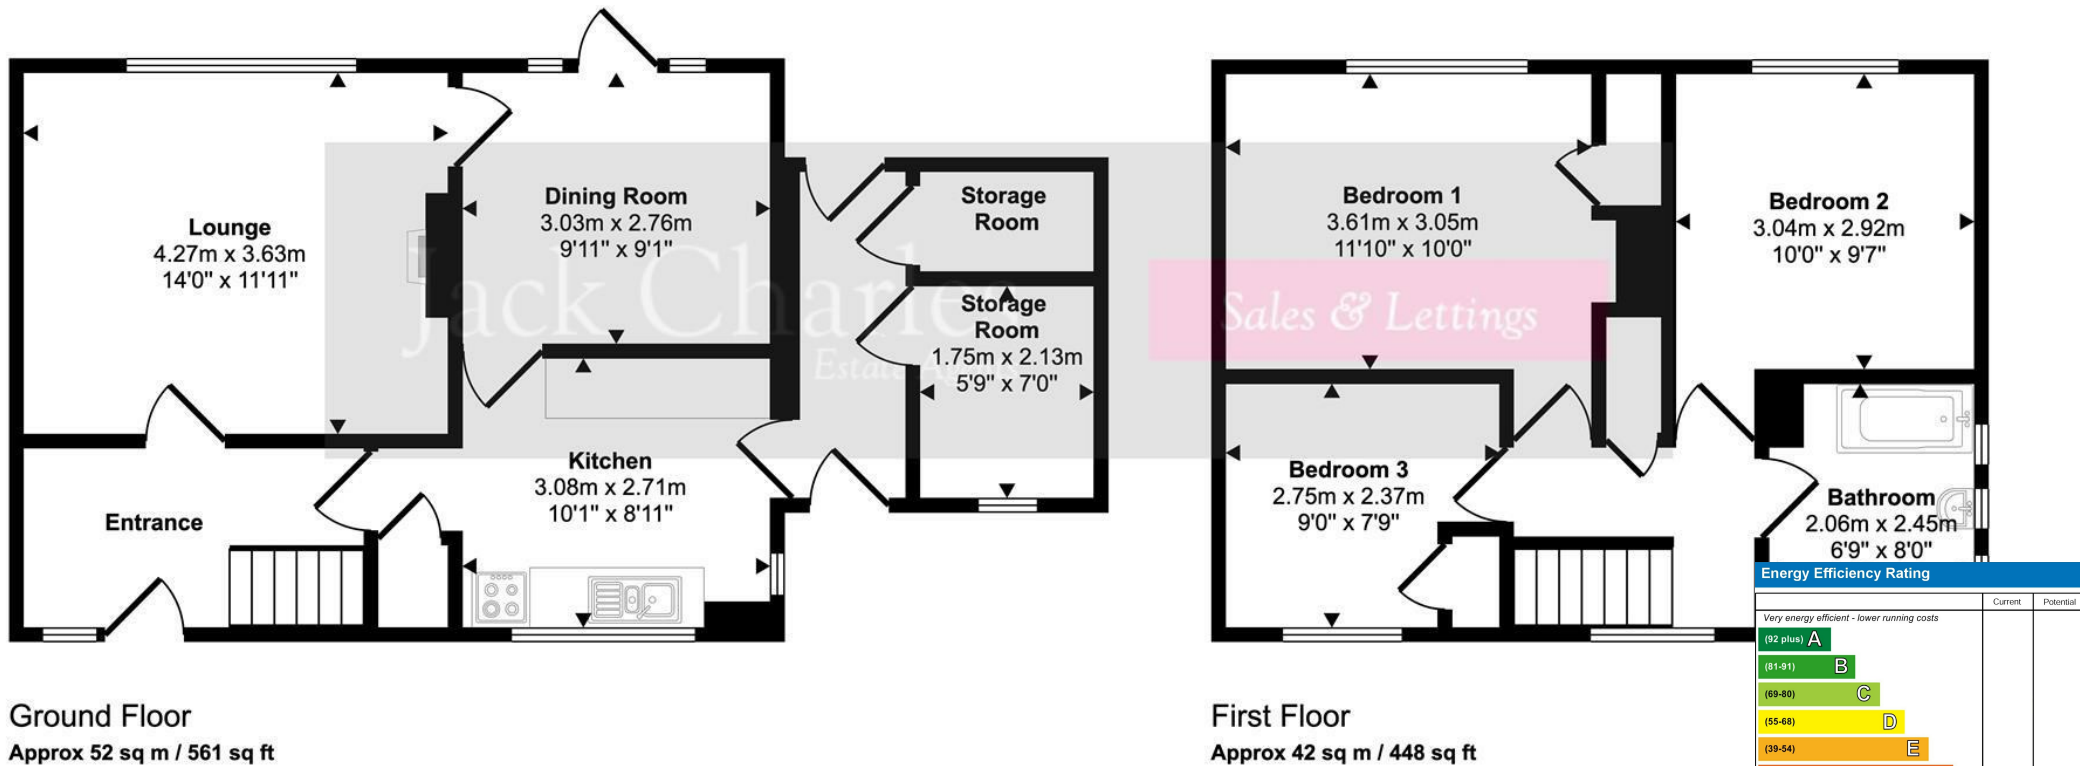 Lounge
4.27m x 3.63m
14'0" x 11'11"
Dining Room
3.03m x 2.76m
9'11" x 9'1"
Storage
Room
Storage
Room
1.75m x 2.13m
5'9" x 7'0"
Kitchen
3.08m x 2.71m
10'1" x 8'11"
Entrance
Jack Charles
Estate Agents
Sales & Lettings
Bedroom 1
3.61m x 3.05m
11'10" x 10'0"
Bedroom 2
3.04m x 2.92m
10'0" x 9'7"
Bedroom 3
2.75m x 2.37m
9'0" x 7'9"
Bathroom
2.06m x 2.45m
6'9" x 8'0"
Ground Floor
Approx 52 sq m / 561 sq ft
First Floor
Approx 42 sq m / 448 sq ft
Energy Efficiency Rating
Current Potential
Very energy efficient - lower running costs
(92 plus) A
(81-91) B
(69-80) C
(55-68) D
(39-54) E